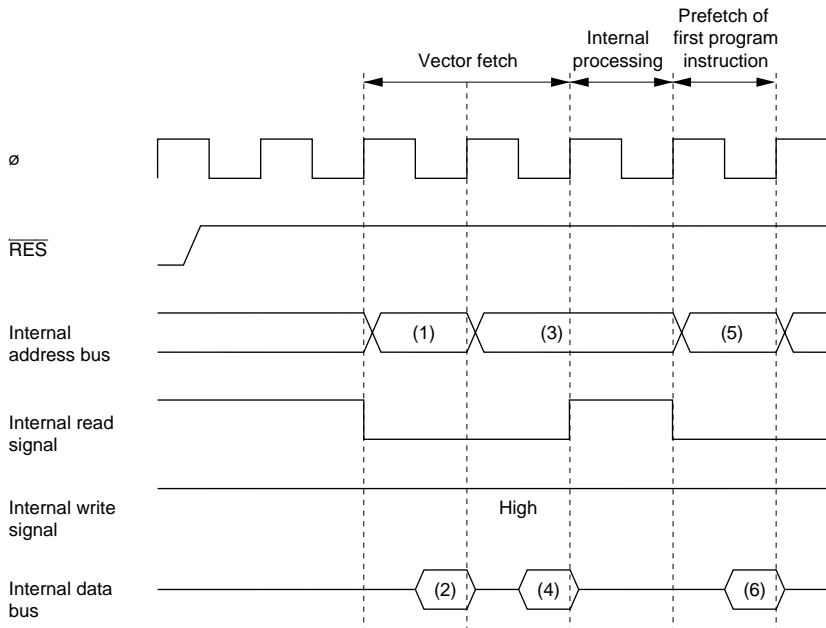 Prefetch of
first program
instruction
Internal
processing
Vector fetch
ø
RES
Internal
address bus
(1)
(3)
(5)
Internal read
signal
Internal write
signal
High
Internal data
bus
(2)
(4)
(6)